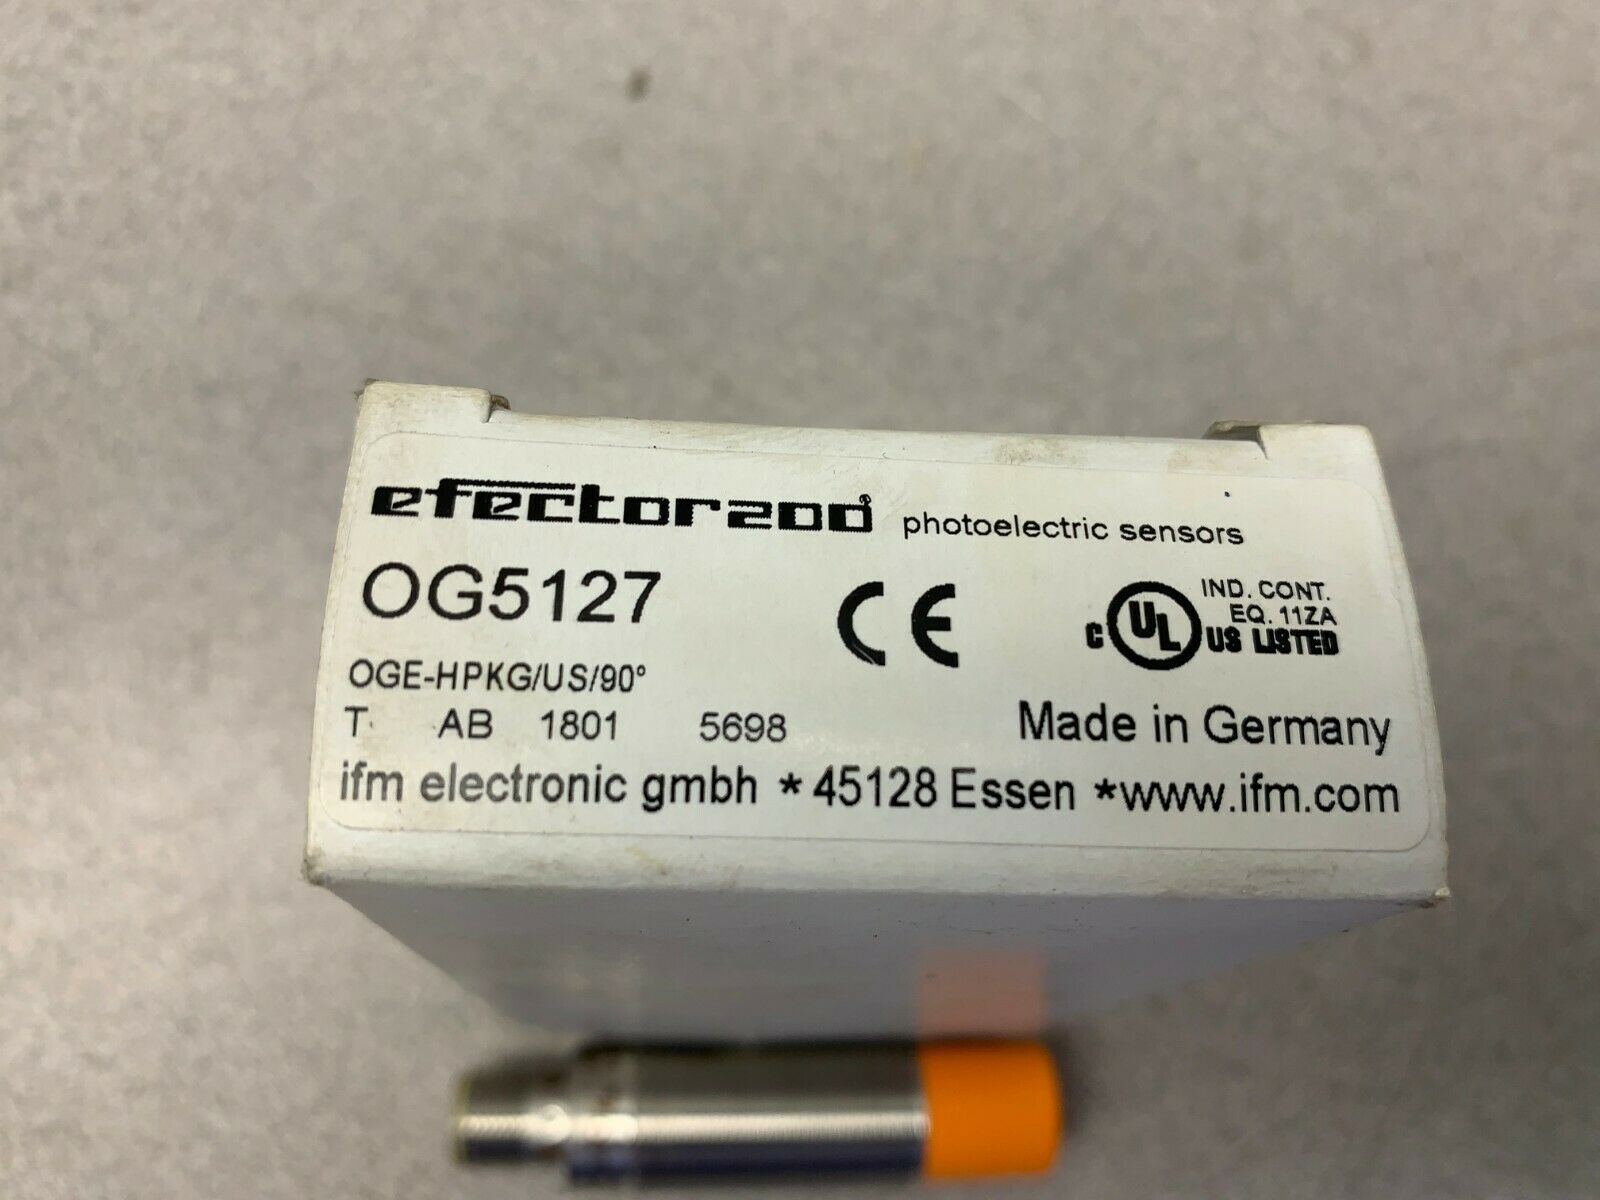 efector200® photoelectric sensors
OG5127
CE
IND. CONT.
EQ. 11ZA
C UL US LISTED
OGE-HPKG/US/90°
T AB 1801 5698
Made in Germany
ifm electronic gmbh * 45128 Essen *www.ifm.com